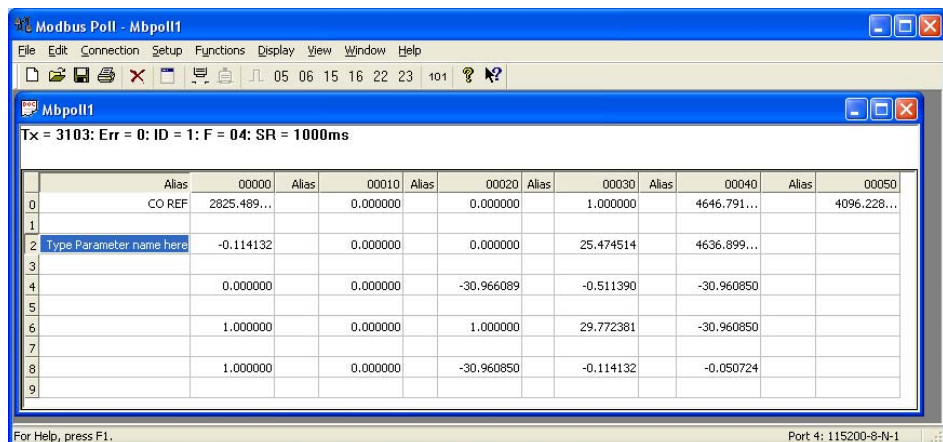 Modbus Poll - Mbpoll1
File Edit Connection Setup Functions Display View Window Help
05 06 15 16 22 23 101
Mbpoll1
Tx = 3103: Err = 0: ID = 1: F = 04: SR = 1000ms
Alias 00000 Alias 00010 Alias 00020 Alias 00030 Alias 00040 Alias 00050
0 CO REF 2825.489... 0.000000 0.000000 1.000000 4646.791... 4096.228...
1
2 Type Parameter name here -0.114132 0.000000 0.000000 25.474514 4636.899...
3
4 0.000000 0.000000 -30.966089 -0.511390 -30.960850
5
6 1.000000 0.000000 1.000000 29.772381 -30.960850
7
8 1.000000 0.000000 -30.960850 -0.114132 -0.050724
9
For Help, press F1. Port 4: 115200-8-N-1